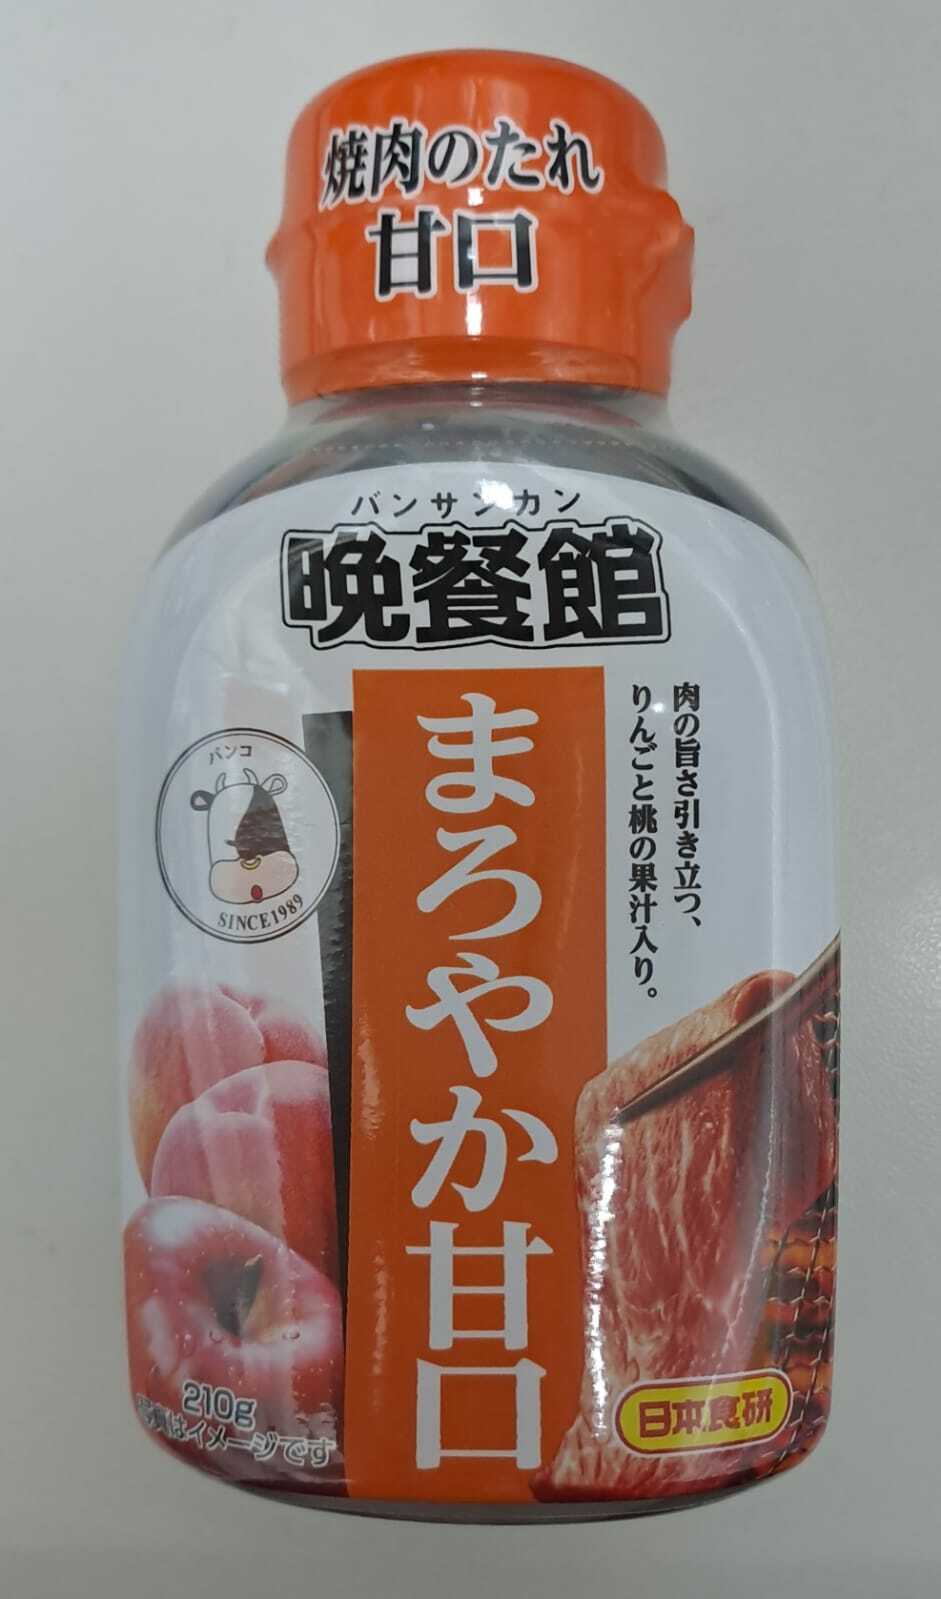 焼肉のたれ
甘口
バンサンカン
晩餐館
肉の旨さ引き立つ、
りんごと桃の果汁入り。
まろやか甘口
バンコ
SINCE1989
210g
写真はイメージです
日本食研